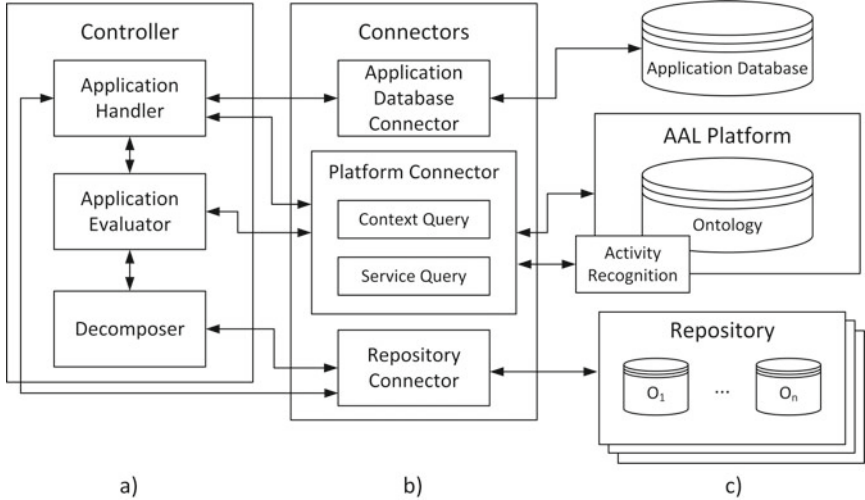 Controller
Application
Handler
Application
Evaluator
Decomposer
Connectors
Application
Database
Connector
Platform Connector
Context Query
Service Query
Repository
Connector
Application Database
AAL Platform
Ontology
Activity
Recognition
Repository
O₁ ... Oₙ
a) b) c)